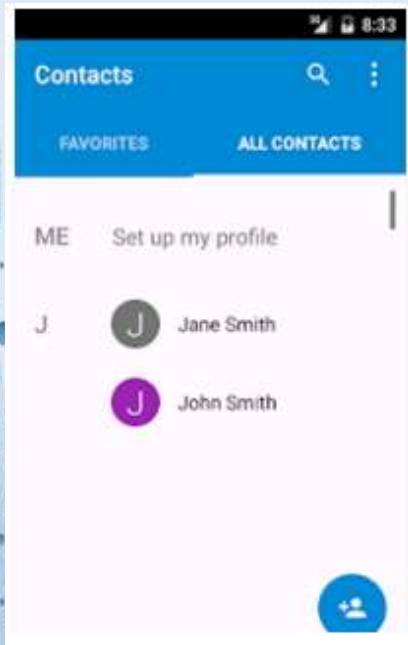 8:33
Contacts
FAVORITES ALL CONTACTS
ME Set up my profile
J J Jane Smith
J John Smith